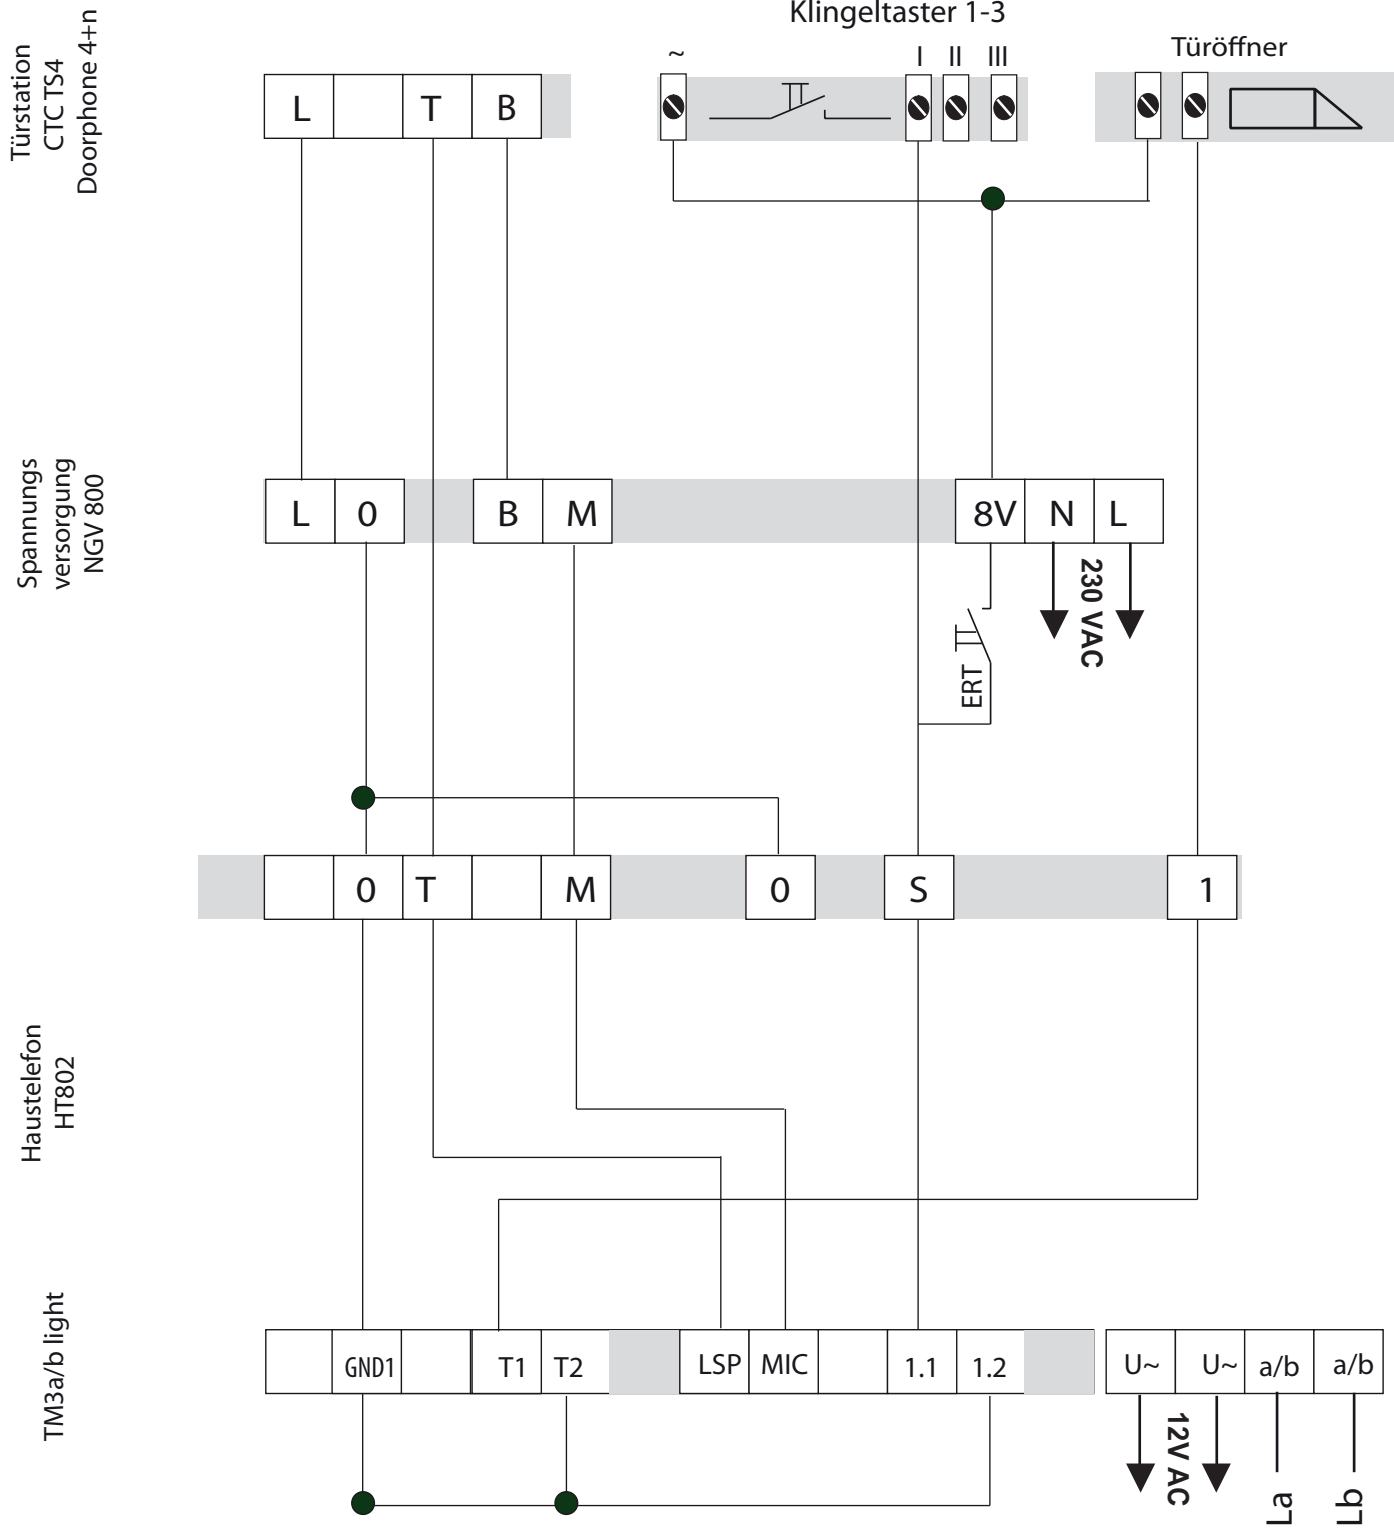 Klingeltaster 1-3
Türstation
CTC TS4
Doorphone 4+n
~
I II III
Türöffner
L T B
Spannungs
versorgung
NGV 800
L 0 B M 8V N L
230 VAC
ERT
0 T M 0 S 1
Haustelefon
HT802
TM3a/b light
GND1 T1 T2 LSP MIC 1.1 1.2 U~ U~ a/b a/b
12V AC
La
Lb